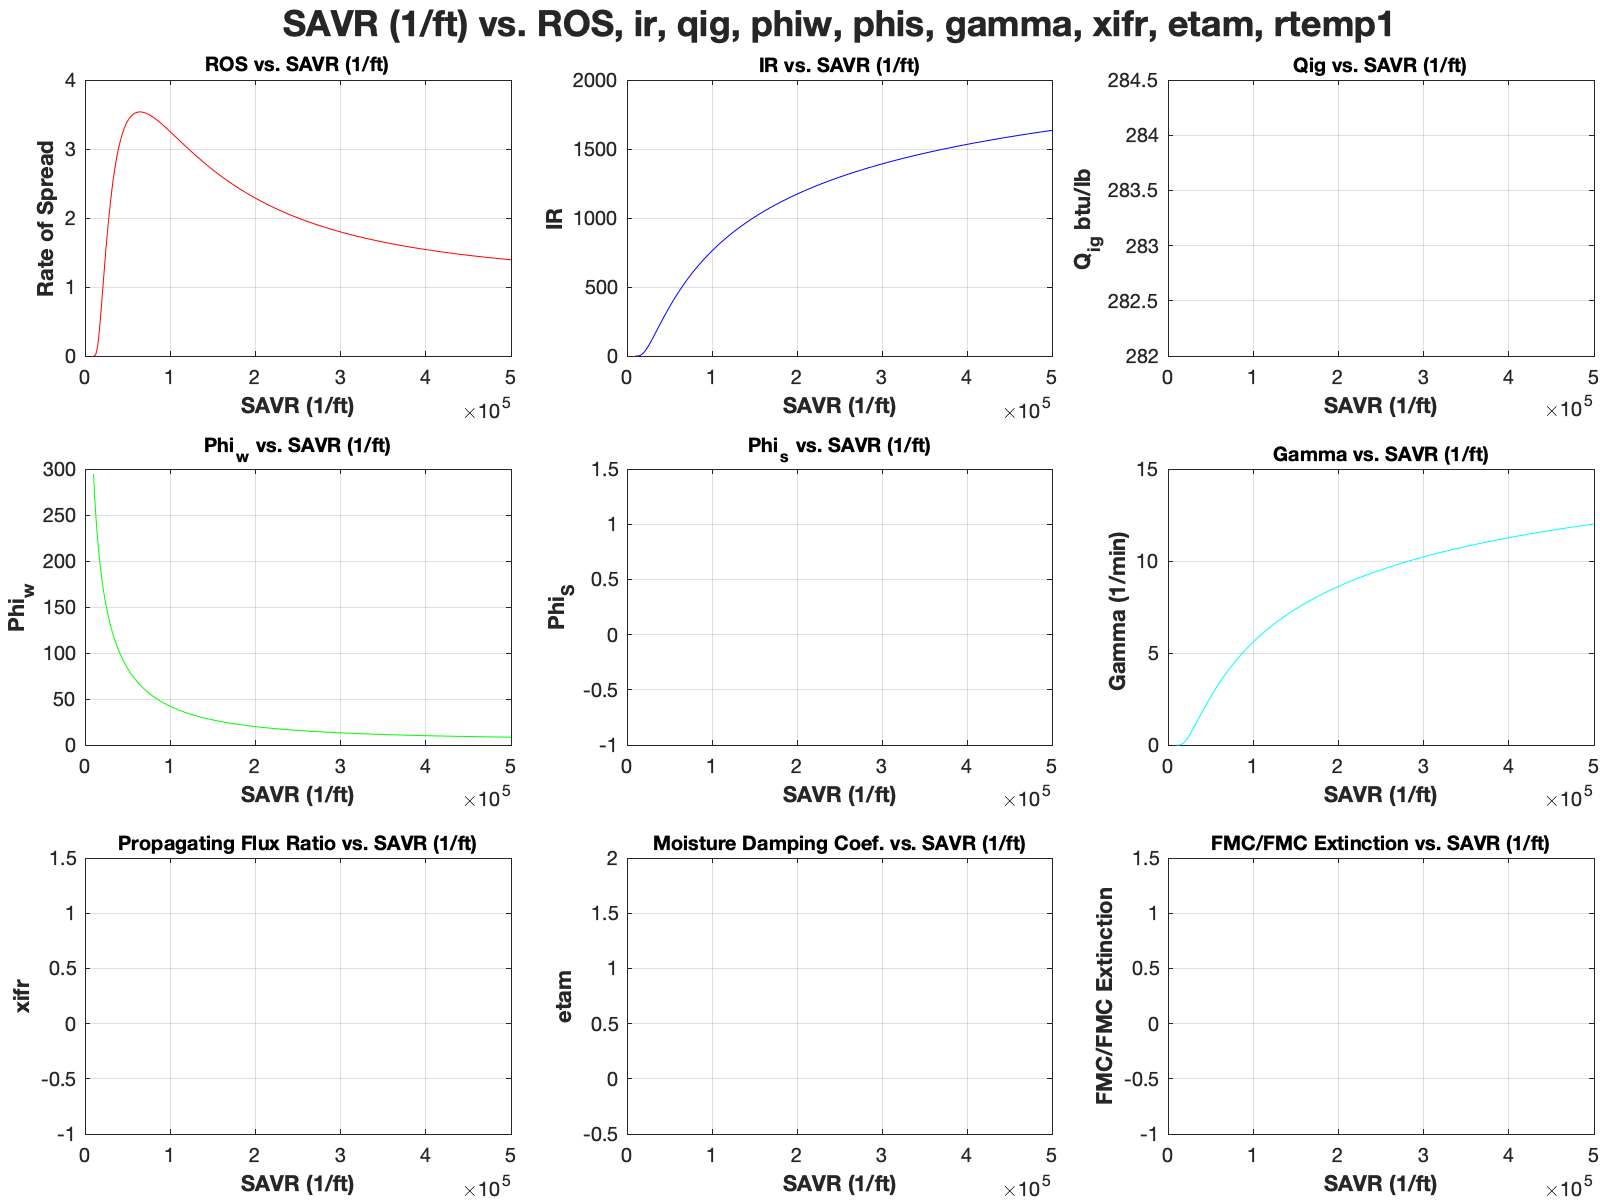 SAVR (1/ft) vs. ROS, ir, qig, phiw, phis, gamma, xifr, etam, rtemp1
ROS vs. SAVR (1/ft)
Rate of Spread
4
3
2
1
0
0 1 2 3 4 5
SAVR (1/ft)
×10^5
IR vs. SAVR (1/ft)
IR
2000
1500
1000
500
0
0 1 2 3 4 5
SAVR (1/ft)
×10^5
Qig vs. SAVR (1/ft)
Q_ig btu/lb
284.5
284
283.5
283
282.5
282
0 1 2 3 4 5
SAVR (1/ft)
×10^5
Phi_w vs. SAVR (1/ft)
Phi_w
300
250
200
150
100
50
0
0 1 2 3 4 5
SAVR (1/ft)
×10^5
Phi_s vs. SAVR (1/ft)
Phi_S
1.5
1
0.5
0
-0.5
-1
0 1 2 3 4 5
SAVR (1/ft)
×10^5
Gamma vs. SAVR (1/ft)
Gamma (1/min)
15
10
5
0
0 1 2 3 4 5
SAVR (1/ft)
×10^5
Propagating Flux Ratio vs. SAVR (1/ft)
xifr
1.5
1
0.5
0
-0.5
-1
0 1 2 3 4 5
SAVR (1/ft)
×10^5
Moisture Damping Coef. vs. SAVR (1/ft)
etam
2
1.5
1
0.5
0
-0.5
0 1 2 3 4 5
SAVR (1/ft)
×10^5
FMC/FMC Extinction vs. SAVR (1/ft)
FMC/FMC Extinction
1.5
1
0.5
0
-0.5
-1
0 1 2 3 4 5
SAVR (1/ft)
×10^5